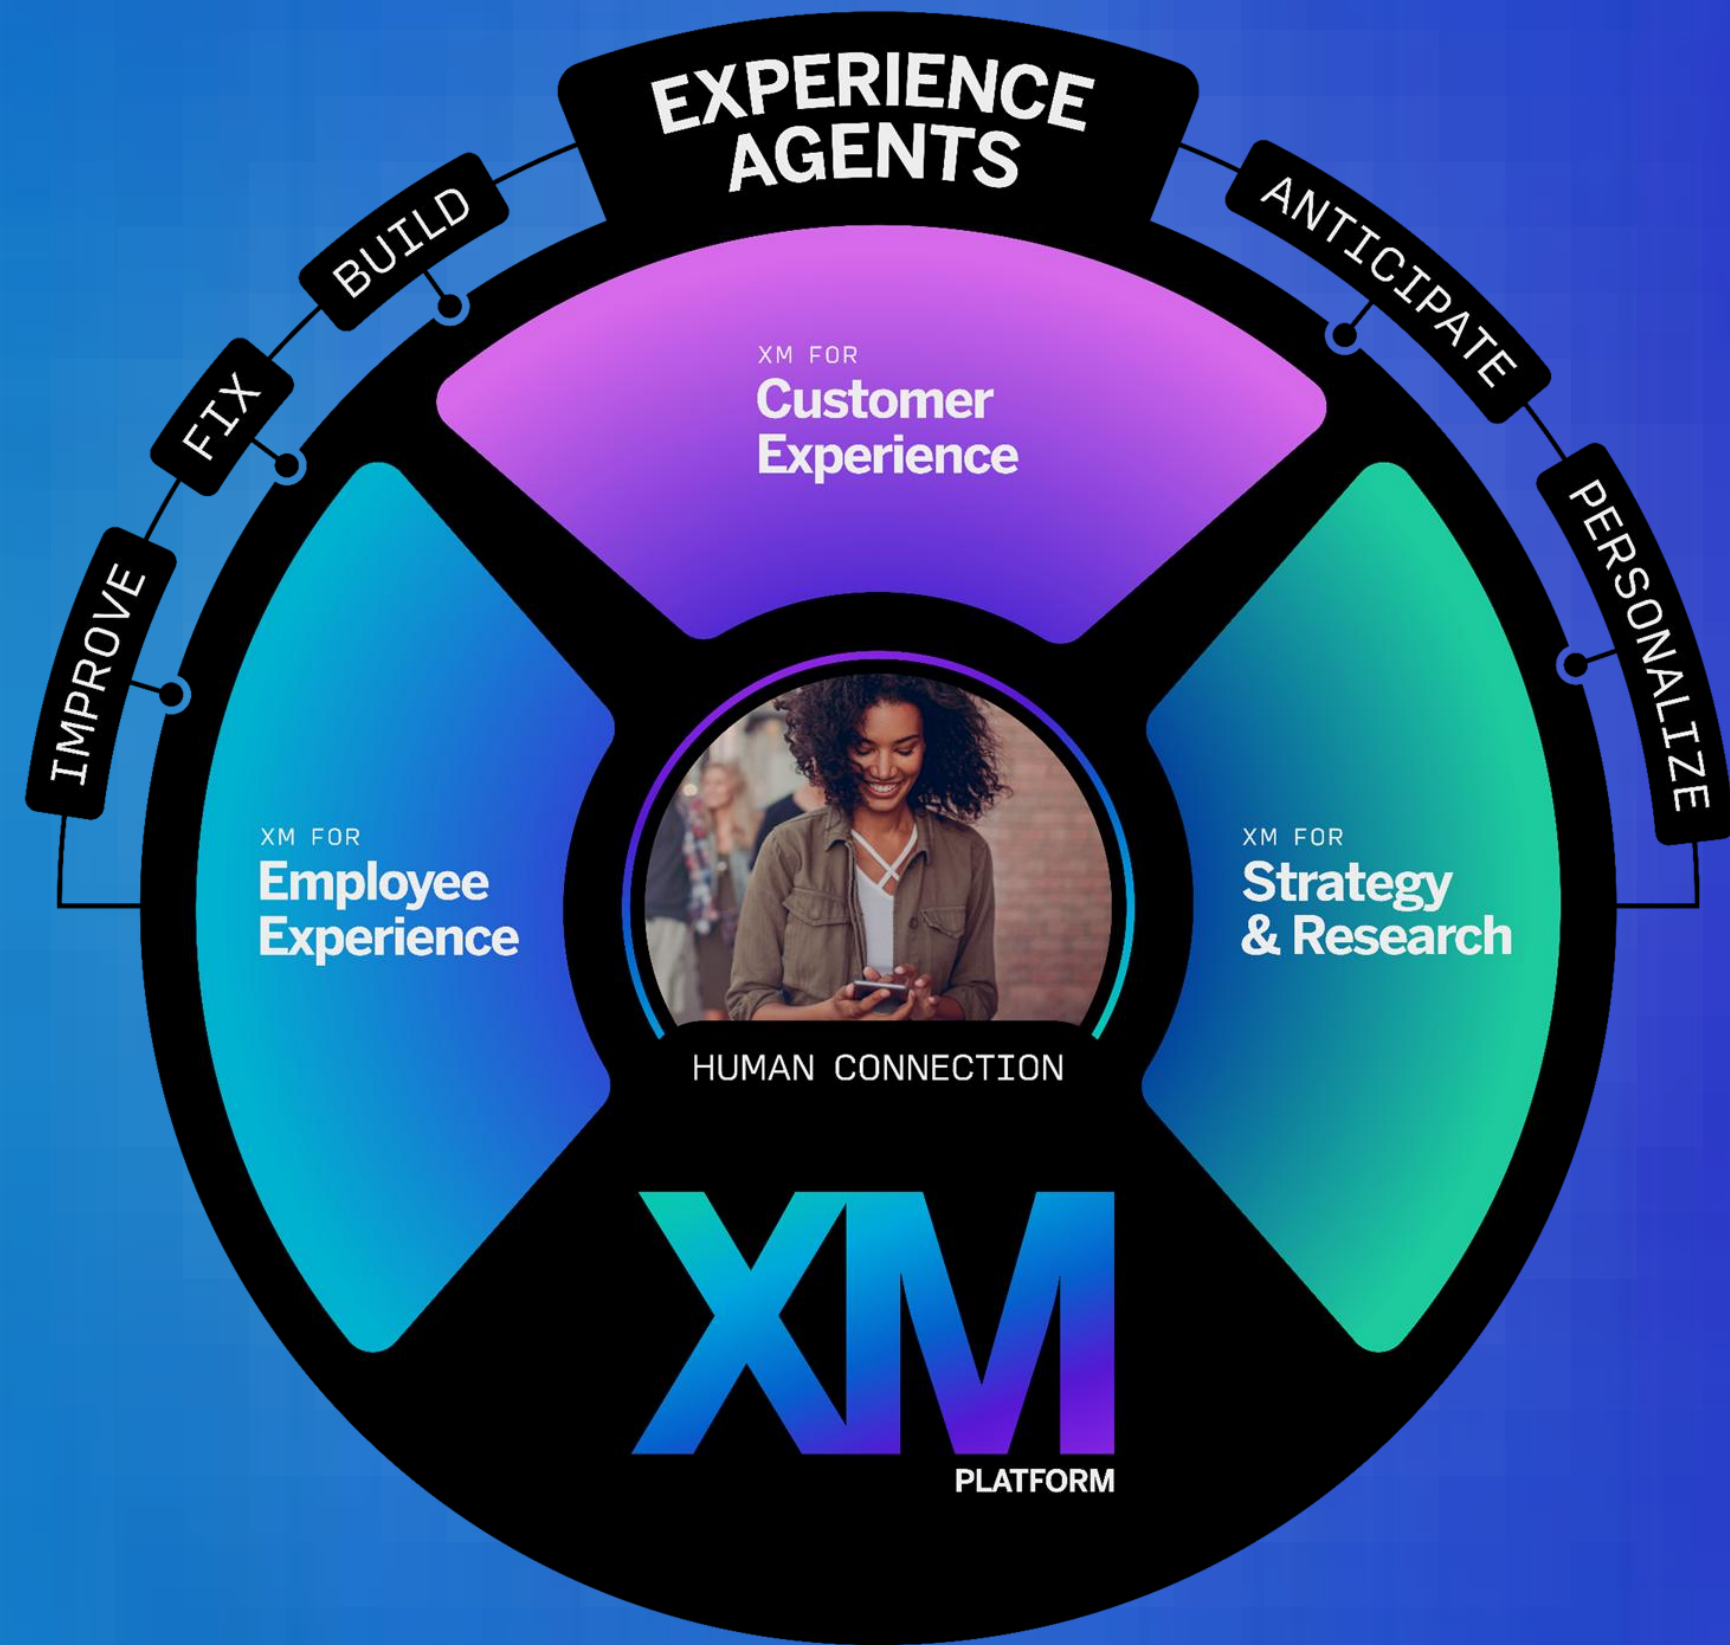 EXPERIENCE
AGENTS
BUILD
FIX
IMPROVE
ANTICIPATE
PERSONALIZE
XM FOR
Customer
Experience
XM FOR
Employee
Experience
XM FOR
Strategy
& Research
HUMAN CONNECTION
XM
PLATFORM